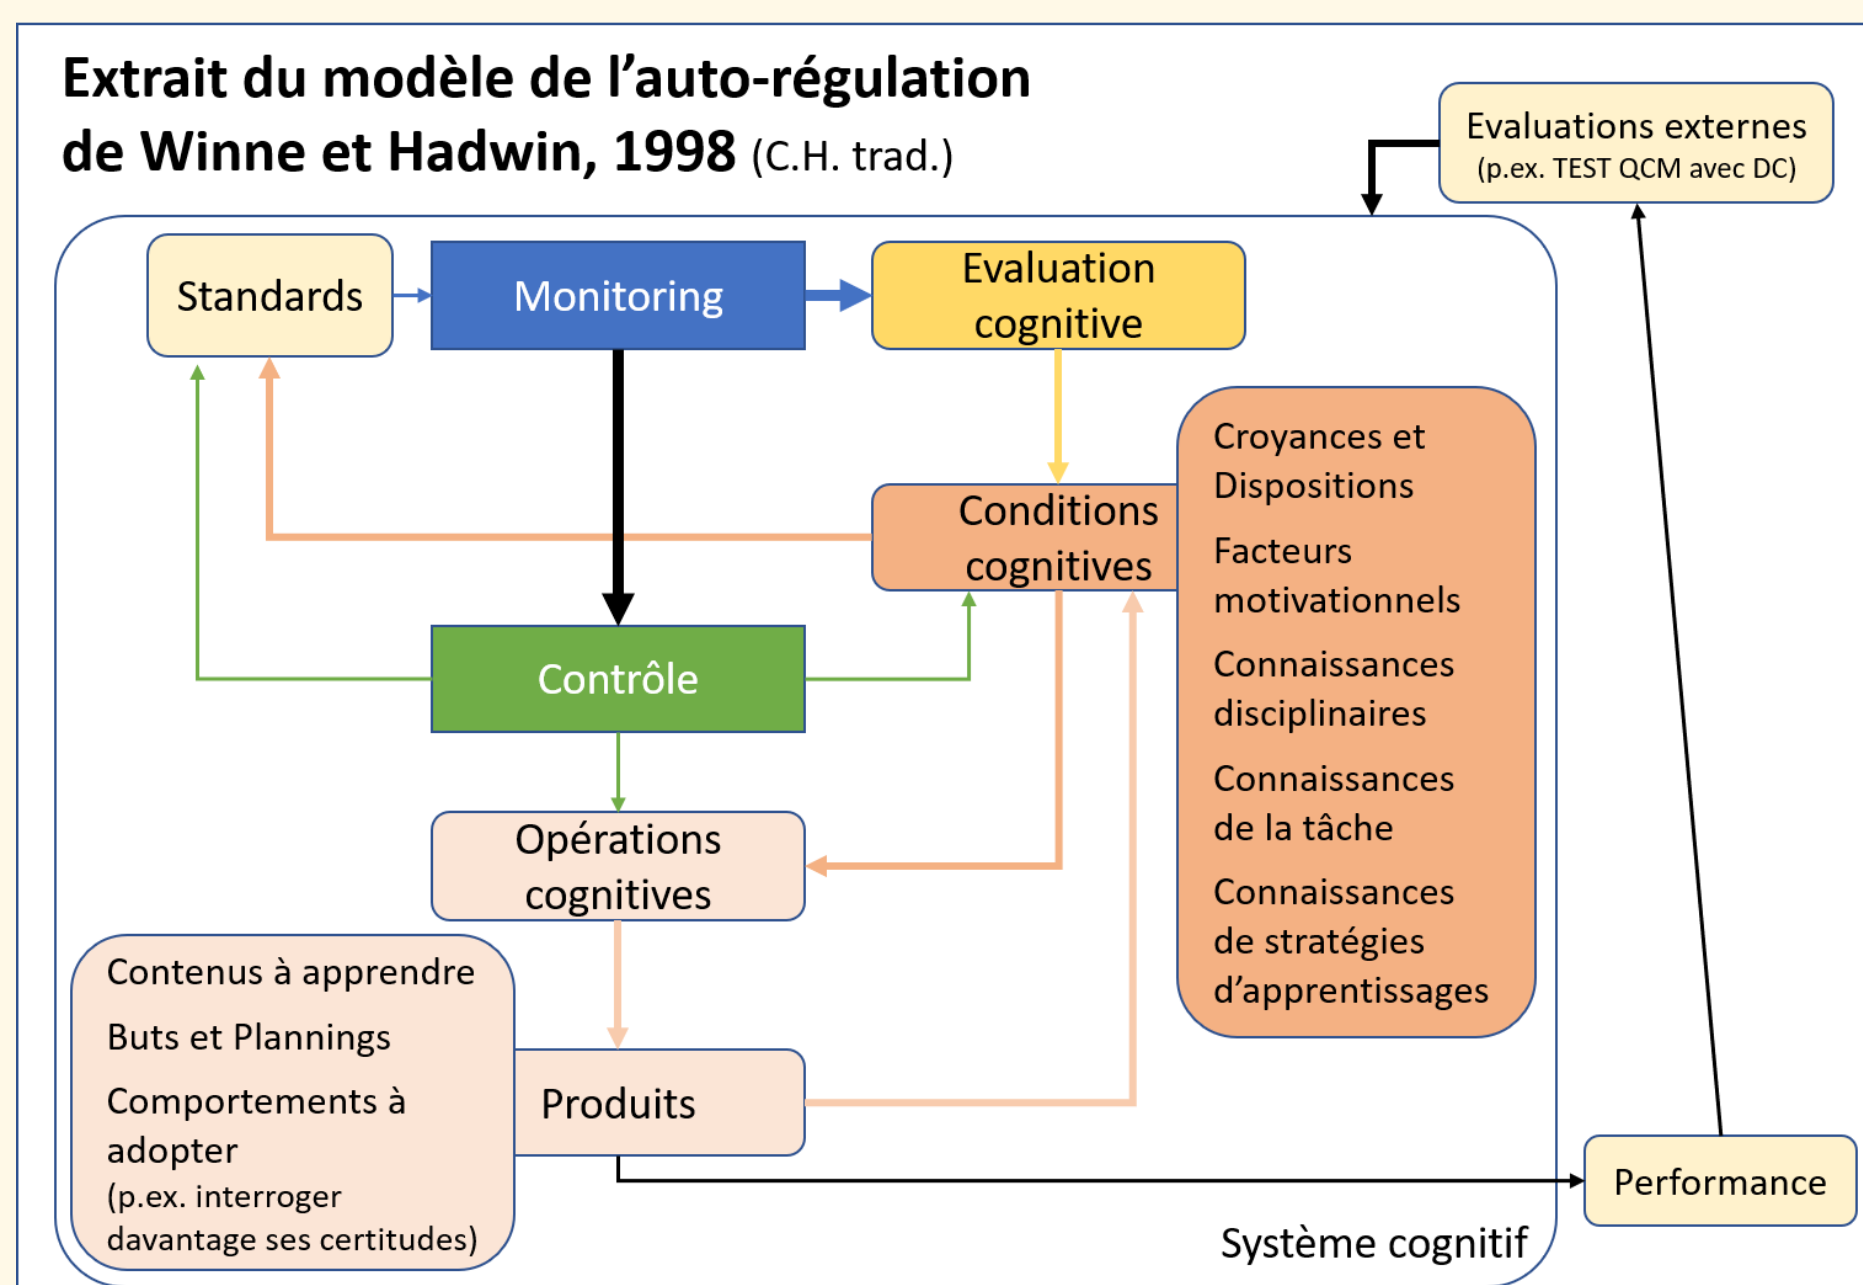 Extrait du modèle de l’auto-régulation
de Winne et Hadwin, 1998 (C.H. trad.)
Evaluations externes
(p.ex. TEST QCM avec DC)
Standards
Monitoring
Evaluation
cognitive
Croyances et
Dispositions
Facteurs
motivationnels
Connaissances
disciplinaires
Connaissances
de la tâche
Connaissances
de stratégies
d’apprentissages
Conditions
cognitives
Contrôle
Opérations
cognitives
Contenus à apprendre
Buts et Plannings
Comportements à
adopter
(p.ex. interroger
davantage ses certitudes)
Produits
Performance
Système cognitif